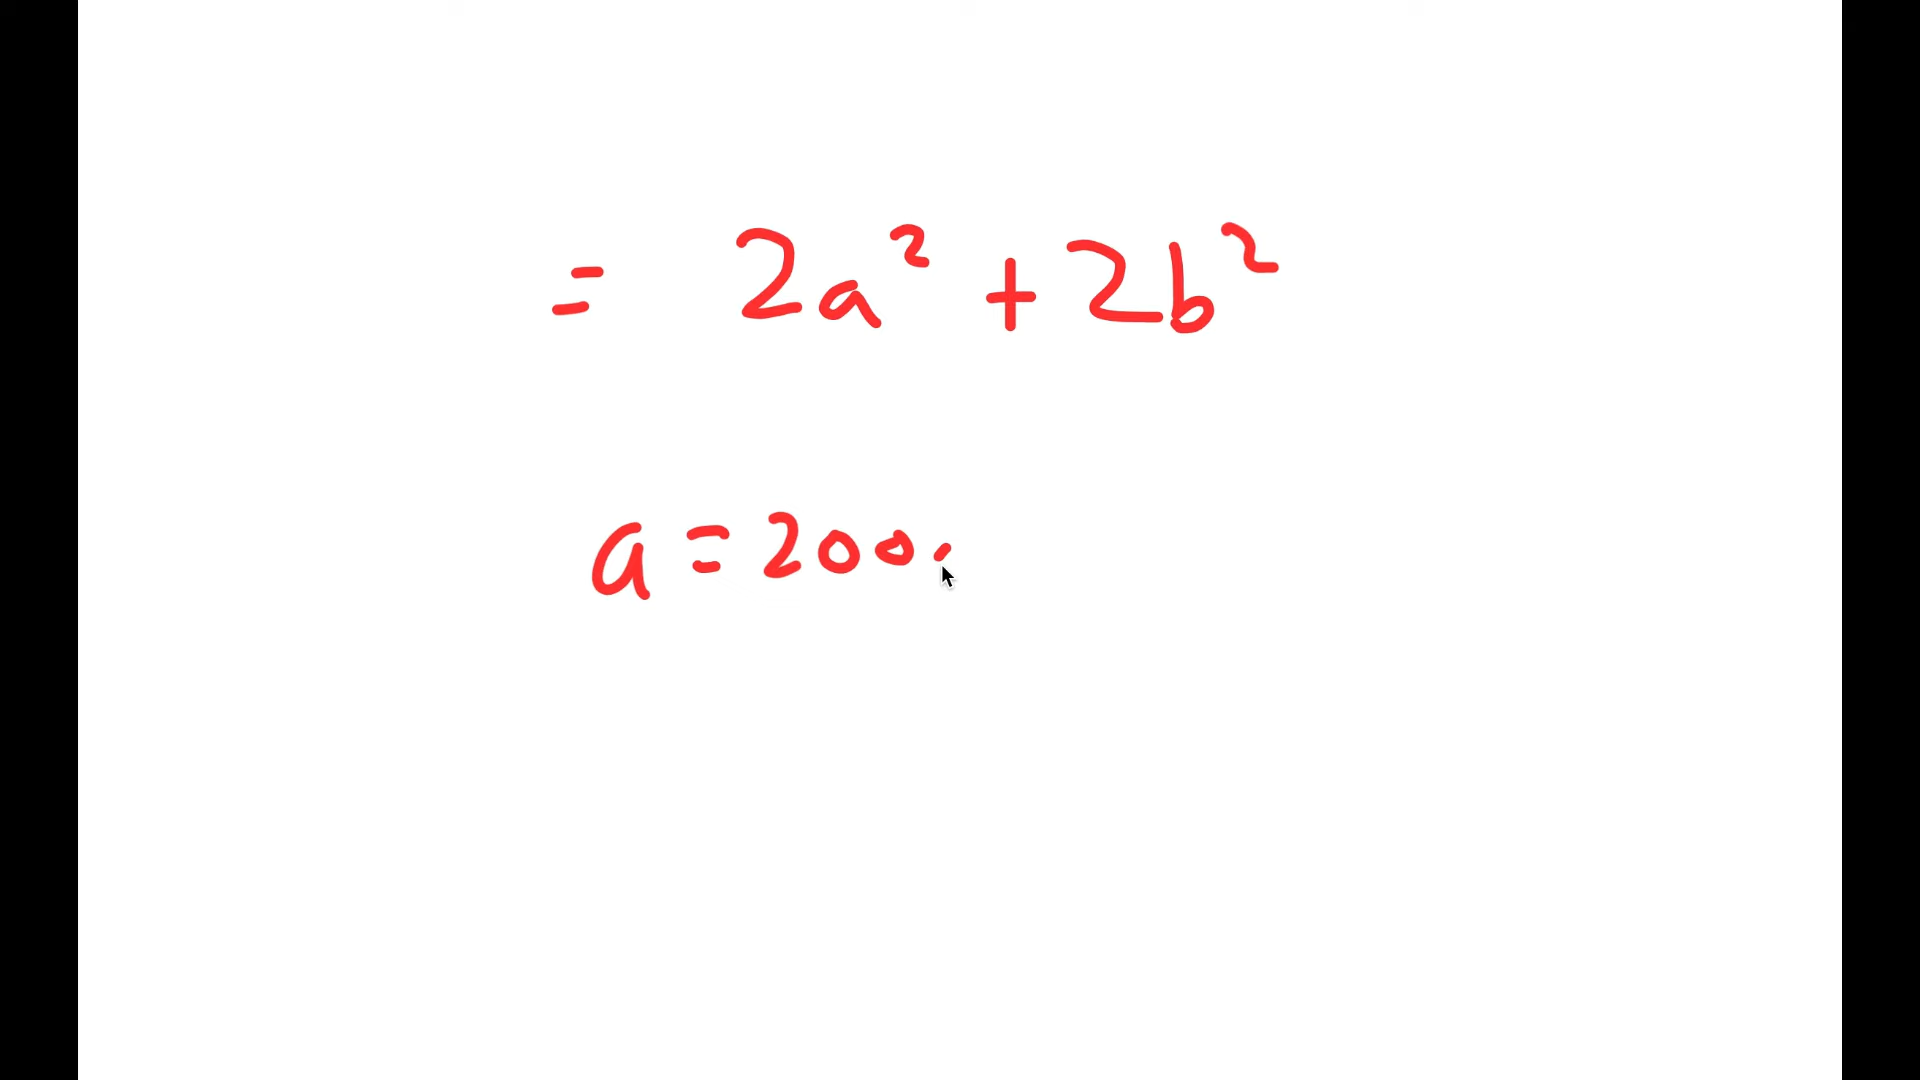 = 2a² + 2b²
a = 200